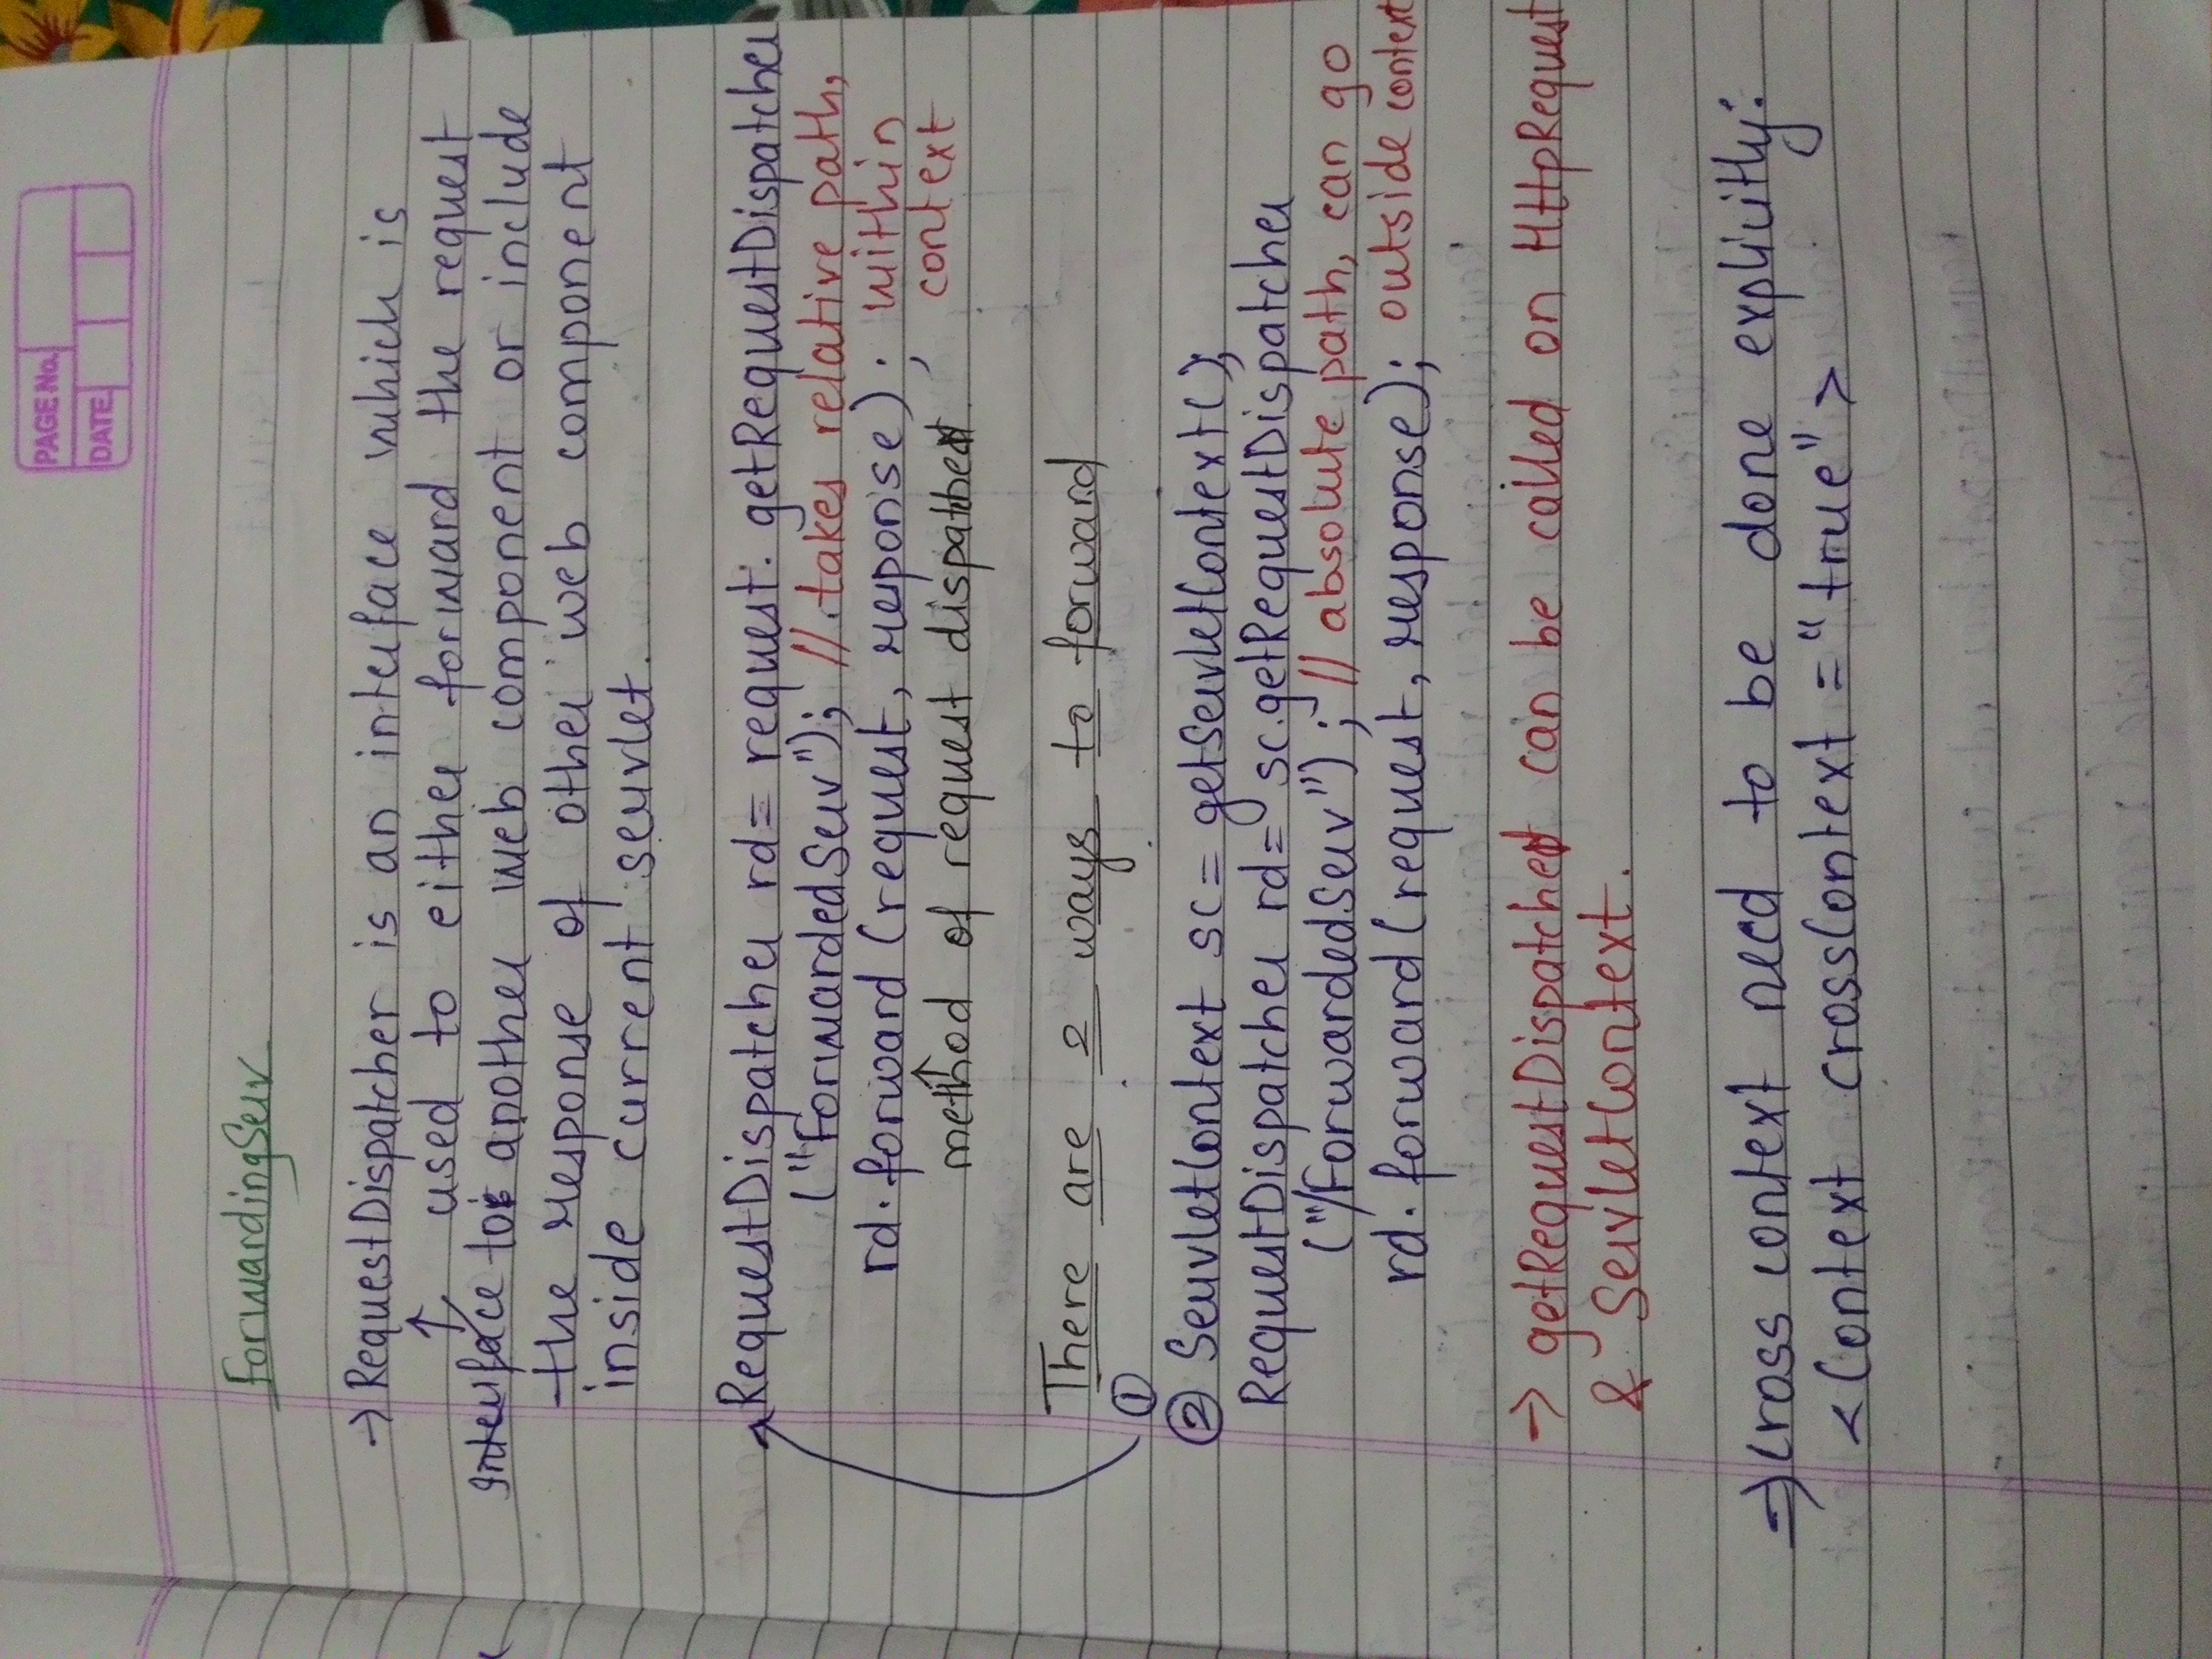 PAGE No.
DATE
ForwardingServ
→ RequestDispatcher is an interface which is
↑ used to either forward the request
Interface to another web component or include
the response of other web component
inside current servlet.
RequestDispatcher rd = request. getRequestDispatcher
("ForwardedServ"); // takes relative path,
rd.forward (request, response); within
context
↑
method of request dispatcher
There are 2 ways to forward
①
② ServletContext sc = getServletContext();
RequestDispatcher rd = sc.getRequestDispatcher
("/ForwardedServ"); // absolute path, can go
rd.forward (request, response); outside context
→ getRequestDispatcher can be called on HttpRequest
& ServletContext.
⇒ cross context need to be done explicitly:
<Context crossContext = "true">